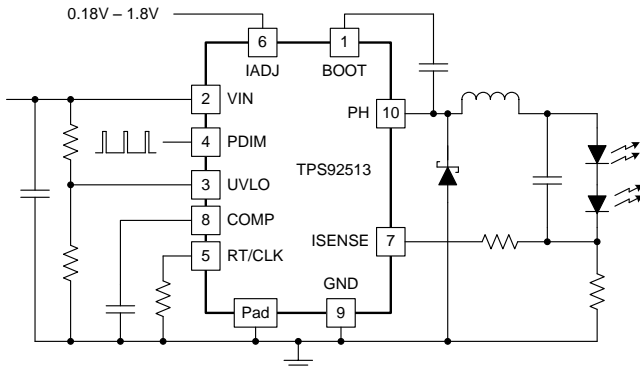 0.18V – 1.8V
6
1
IADJ
BOOT
2
VIN
PH
10
4
PDIM
TPS92513
3
UVLO
8
COMP
ISENSE
7
5
RT/CLK
GND
Pad
9